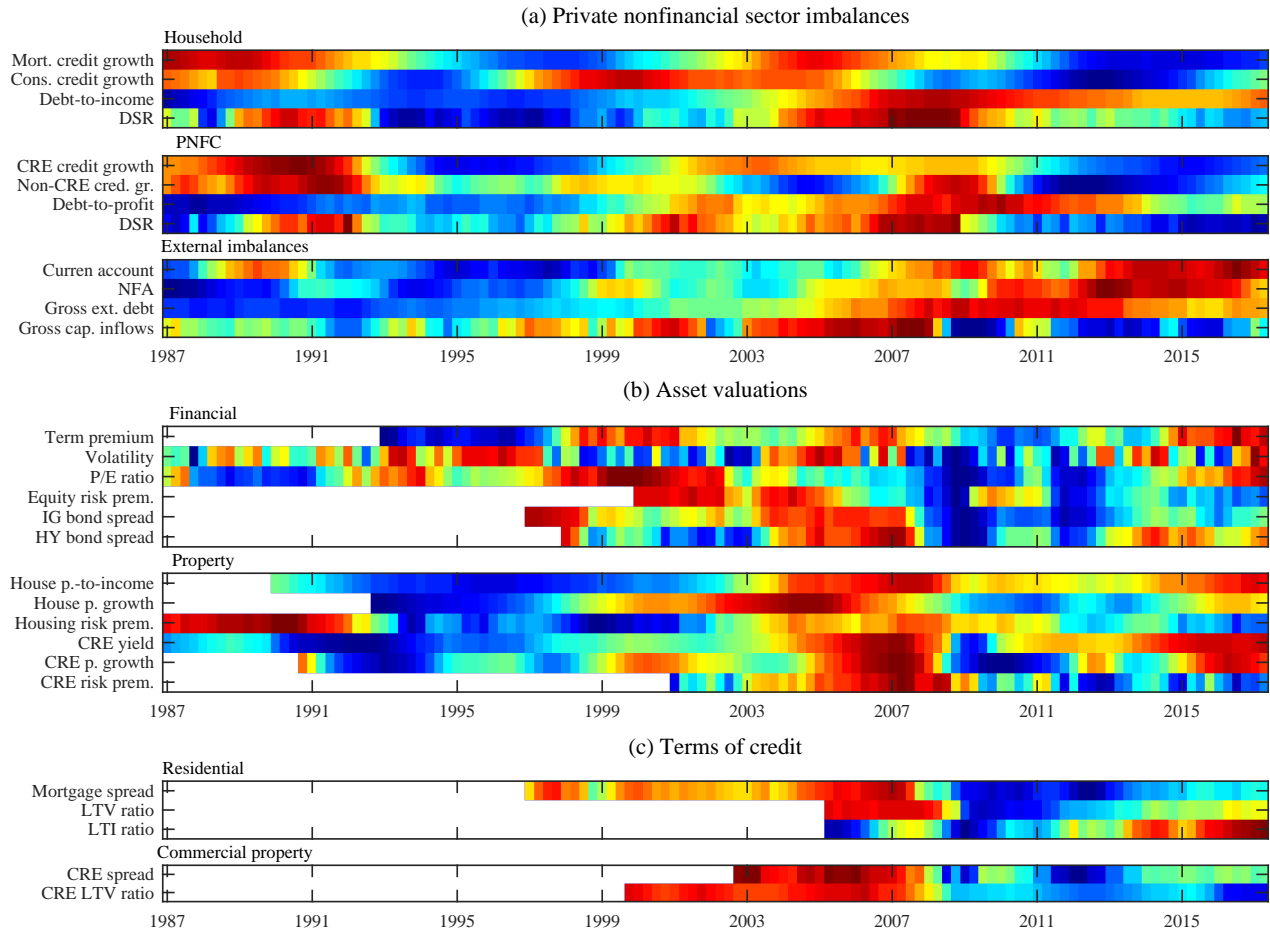 (a) Private nonfinancial sector imbalances
Household
Mort. credit growth
Cons. credit growth
Debt-to-income
DSR
PNFC
CRE credit growth
Non-CRE cred. gr.
Debt-to-profit
DSR
External imbalances
Curren account
NFA
Gross ext. debt
Gross cap. inflows
1987 1991 1995 1999 2003 2007 2011 2015
(b) Asset valuations
Financial
Term premium
Volatility
P/E ratio
Equity risk prem.
IG bond spread
HY bond spread
Property
House p.-to-income
House p. growth
Housing risk prem.
CRE yield
CRE p. growth
CRE risk prem.
1987 1991 1995 1999 2003 2007 2011 2015
(c) Terms of credit
Residential
Mortgage spread
LTV ratio
LTI ratio
Commercial property
CRE spread
CRE LTV ratio
1987 1991 1995 1999 2003 2007 2011 2015